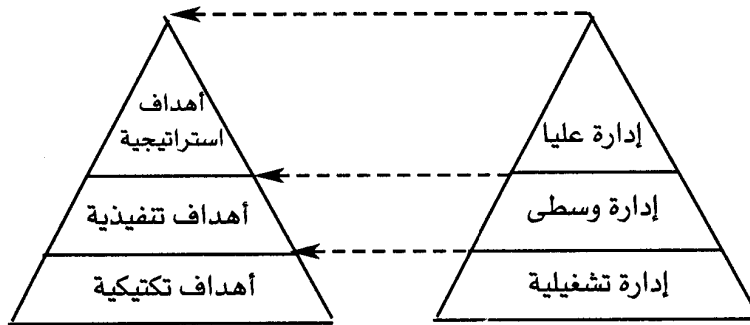 إدارة عليا
إدارة وسطى
إدارة تشغيلية
أهداف
استراتيجية
أهداف تنفيذية
أهداف تكتيكية